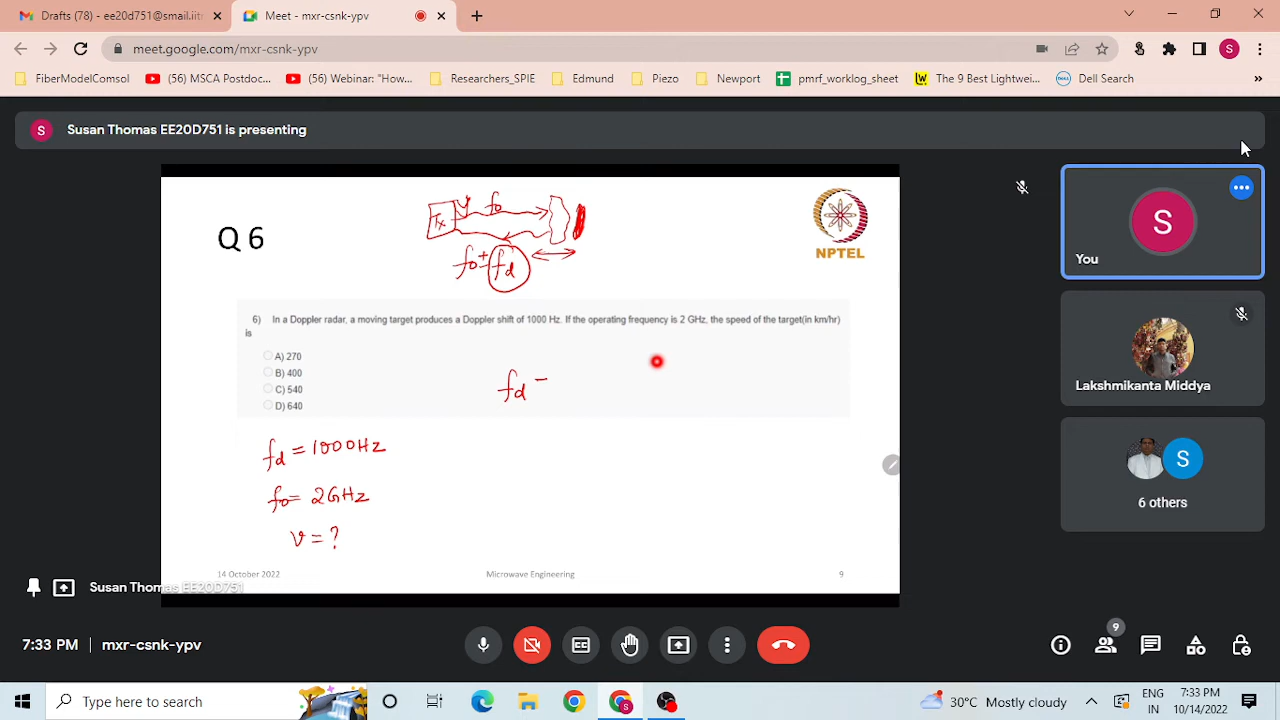 Drafts (78) - ee20d751@mail.iit
Meet - mxr-csnk-ypv
meet.google.com/mxr-csnk-ypv
FiberModelComsol
(56) MSCA Postdoc...
(56) Webinar: "How...
Researchers_SPIE
Edmund
Piezo
Newport
pmrf_worklog_sheet
The 9 Best Lightwei...
Dell Search
S Susan Thomas EE20D751 is presenting
Tx f0
f0 ± fd
NPTEL
Q 6
6) In a Doppler radar, a moving target produces a Doppler shift of 1000 Hz. If the operating frequency is 2 GHz, the speed of the target(in km/hr)
is
A) 270
B) 400
C) 540
D) 640
fd -
fd = 1000Hz
f0 = 2GHz
v = ?
14 October 2022
Microwave Engineering
9
Susan Thomas EE20D751
S
You
Lakshmikanta Middya
S
6 others
7:33 PM | mxr-csnk-ypv
9
Type here to search
30°C Mostly cloudy
ENG
IN
7:33 PM
10/14/2022